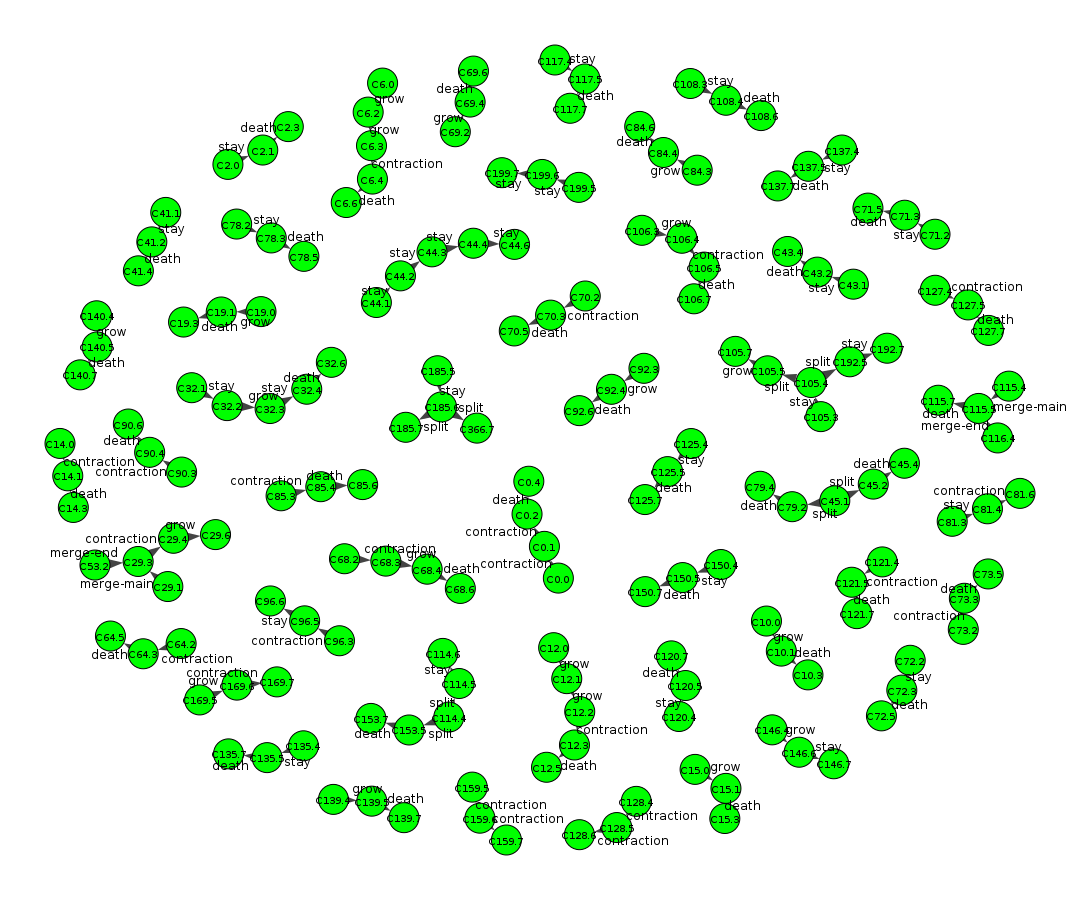 C6.0
grow
C6.2
grow
C6.3
contraction
C6.4
C6.6
death
C69.6
death
C69.4
grow
C69.2
stay
C117.5
death
C117.7
stay
C108.4
death
C108.6
death
C2.3
stay
C2.1
C2.0
C84.6
death
C84.4
grow
C84.3
C137.4
stay
death
C199.7
stay
C199.6
stay
C199.5
C71.5
death
C71.3
stay
C71.2
C41.1
stay
C41.2
death
C41.4
C78.2
stay
C78.3
death
C78.5
stay
C44.4
stay
C44.6
C44.3
stay
C44.2
stay
C44.1
grow
C106.4
contraction
C106.5
death
C106.7
C43.4
death
C43.2
stay
C43.1
C140.4
grow
C140.5
death
C140.7
C19.3
death
C19.1
grow
C19.0
C70.2
contraction
C70.3
death
C70.5
C127.4
contraction
C127.5
death
C127.7
C32.6
death
C32.4
stay
grow
C32.3
C32.2
stay
C32.1
C185.5
stay
C185.6
split
C366.7
split
C185.7
C92.3
grow
C92.4
death
C92.6
C105.7
grow
C105.5
split
C105.4
split
C192.5
stay
C192.7
stay
C105.3
C115.4
merge-main
C115.7
death
merge-end
C116.4
C14.0
contraction
C14.1
death
C14.3
C90.6
death
C90.4
contraction
C90.3
contraction
C85.3
C85.4
death
C85.6
C0.4
death
C0.2
contraction
C0.1
contraction
C0.0
C125.4
stay
C125.5
death
C125.7
C79.4
death
C79.2
split
C45.1
split
C45.2
death
C45.4
C81.6
contraction
C81.4
stay
C81.3
merge-end
C53.2
C29.3
contraction
grow
C29.4
C29.6
merge-main
C29.1
C68.2
contraction
C68.3
grow
C68.4
death
C68.6
C150.4
stay
C150.5
death
C150.7
C121.4
contraction
C121.5
death
C121.7
C73.5
death
C73.3
contraction
C73.2
C96.6
stay
C96.5
contraction
C96.3
C64.5
death
C64.3
C64.2
contraction
contraction
C169.7
C169.6
grow
C169.5
C114.6
stay
C114.5
split
C114.4
split
C153.5
death
C153.7
C12.0
grow
C12.1
grow
C12.2
contraction
C12.3
death
C12.5
C120.7
death
C120.5
stay
C120.4
C10.0
grow
C10.1
death
C10.3
C72.2
stay
C72.3
death
C72.5
grow
stay
C146.7
C135.4
stay
C135.5
death
C135.7
grow
C139.5
death
C139.7
C139.4
C159.5
contraction
C159.6
contraction
C159.7
C128.4
contraction
C128.5
contraction
C128.6
C15.0
grow
C15.1
death
C15.3